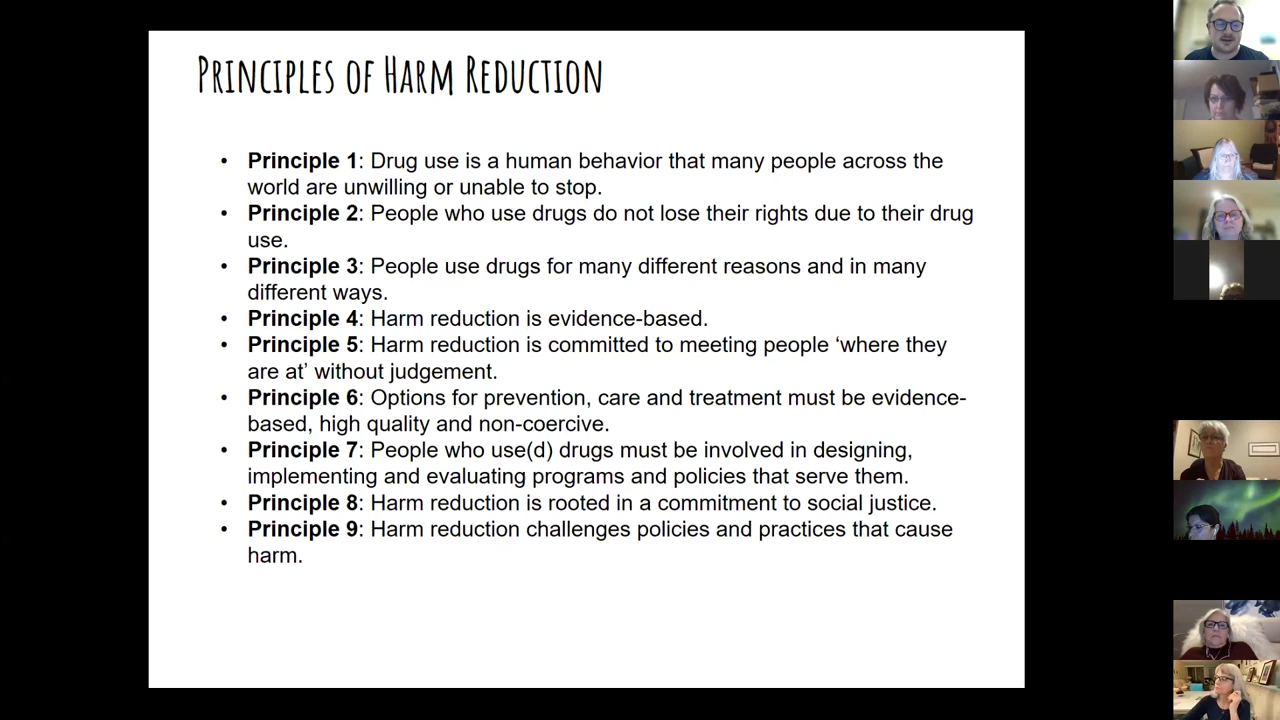 Principles of Harm Reduction
• Principle 1: Drug use is a human behavior that many people across the
world are unwilling or unable to stop.
• Principle 2: People who use drugs do not lose their rights due to their drug
use.
• Principle 3: People use drugs for many different reasons and in many
different ways.
• Principle 4: Harm reduction is evidence-based.
• Principle 5: Harm reduction is committed to meeting people ‘where they
are at’ without judgement.
• Principle 6: Options for prevention, care and treatment must be evidence-
based, high quality and non-coercive.
• Principle 7: People who use(d) drugs must be involved in designing,
implementing and evaluating programs and policies that serve them.
• Principle 8: Harm reduction is rooted in a commitment to social justice.
• Principle 9: Harm reduction challenges policies and practices that cause
harm.